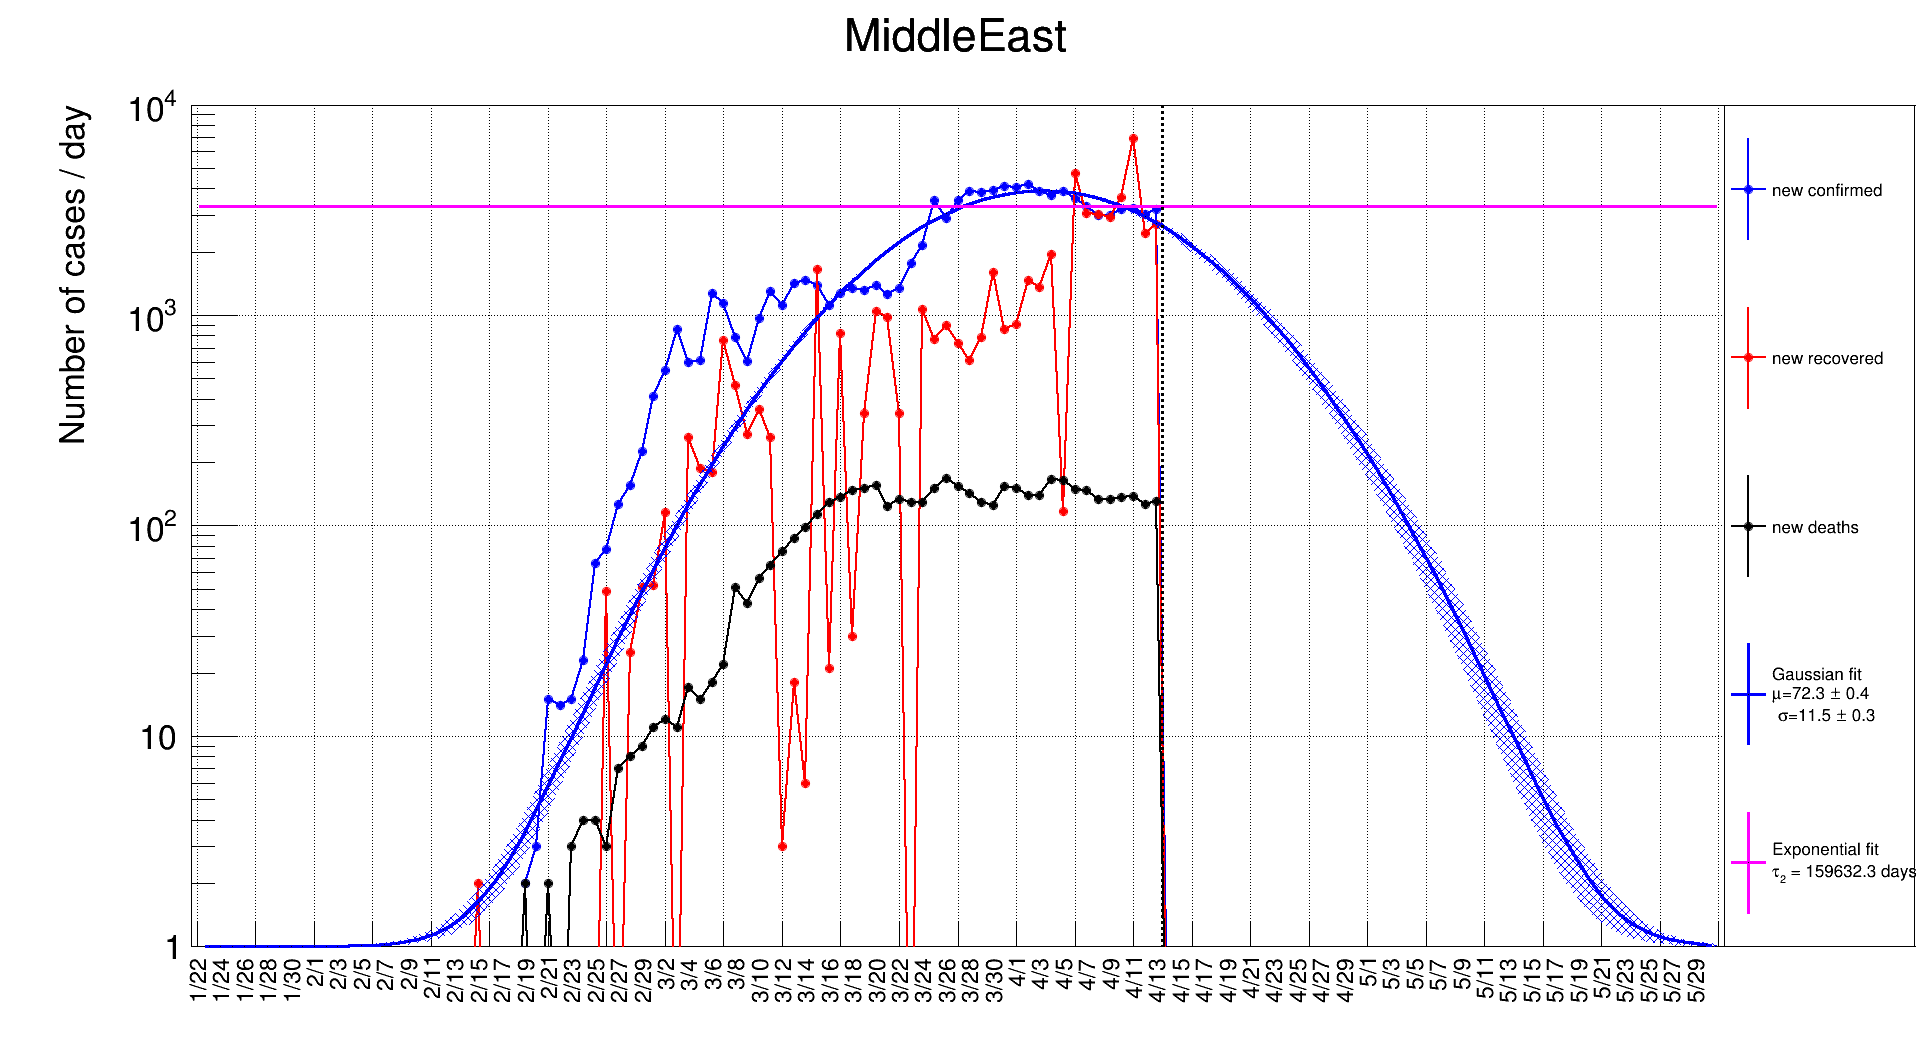 MiddleEast
Number of cases / day
10⁴
10³
10²
10
1
1/22 1/24 1/26 1/28 1/30 2/1 2/3 2/5 2/7 2/9 2/11 2/13 2/15 2/17 2/19 2/21 2/23 2/25 2/27 2/29 3/2 3/4 3/6 3/8 3/10 3/12 3/14 3/16 3/18 3/20 3/22 3/24 3/26 3/28 3/30 4/1 4/3 4/5 4/7 4/9 4/11 4/13 4/15 4/17 4/19 4/21 4/23 4/25 4/27 4/29 5/1 5/3 5/5 5/7 5/9 5/11 5/13 5/15 5/17 5/19 5/21 5/23 5/25 5/27 5/29
new confirmed
new recovered
new deaths
Gaussian fit
μ=72.3 ± 0.4
σ=11.5 ± 0.3
Exponential fit
τ₂ = 159632.3 days